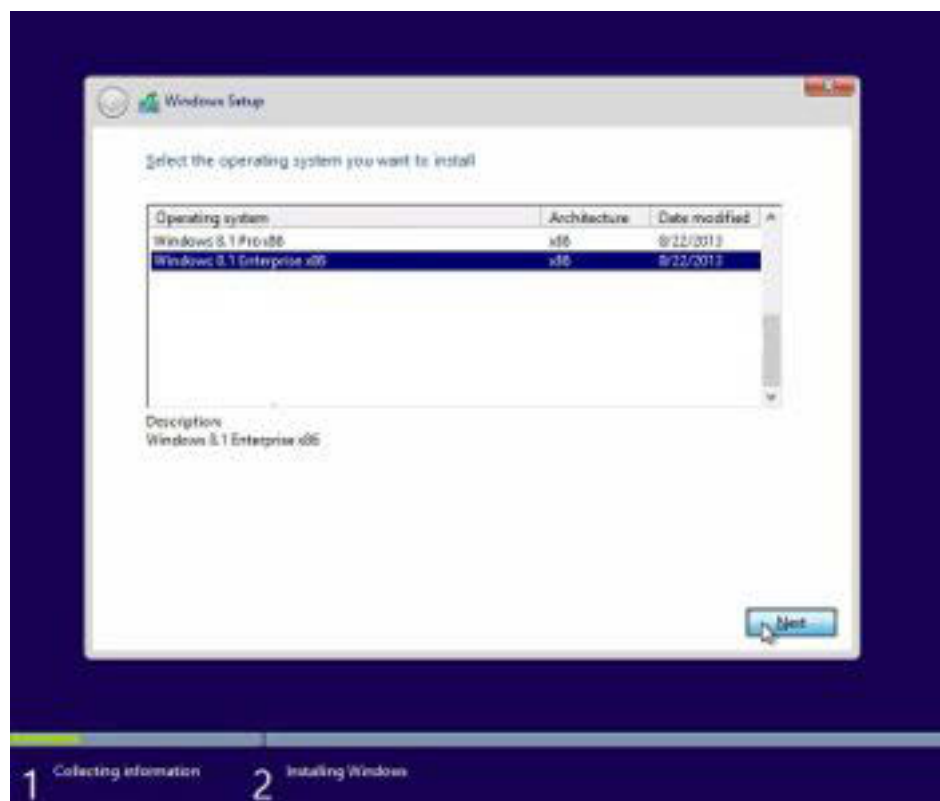 Windows Setup
Select the operating system you want to install
Operating system Architecture Date modified
Windows 8.1 Pro x86 x86 8/22/2013
Windows 8.1 Enterprise x86 x86 8/22/2013
Description:
Windows 8.1 Enterprise x86
Next
1 Collecting information 2 Installing Windows